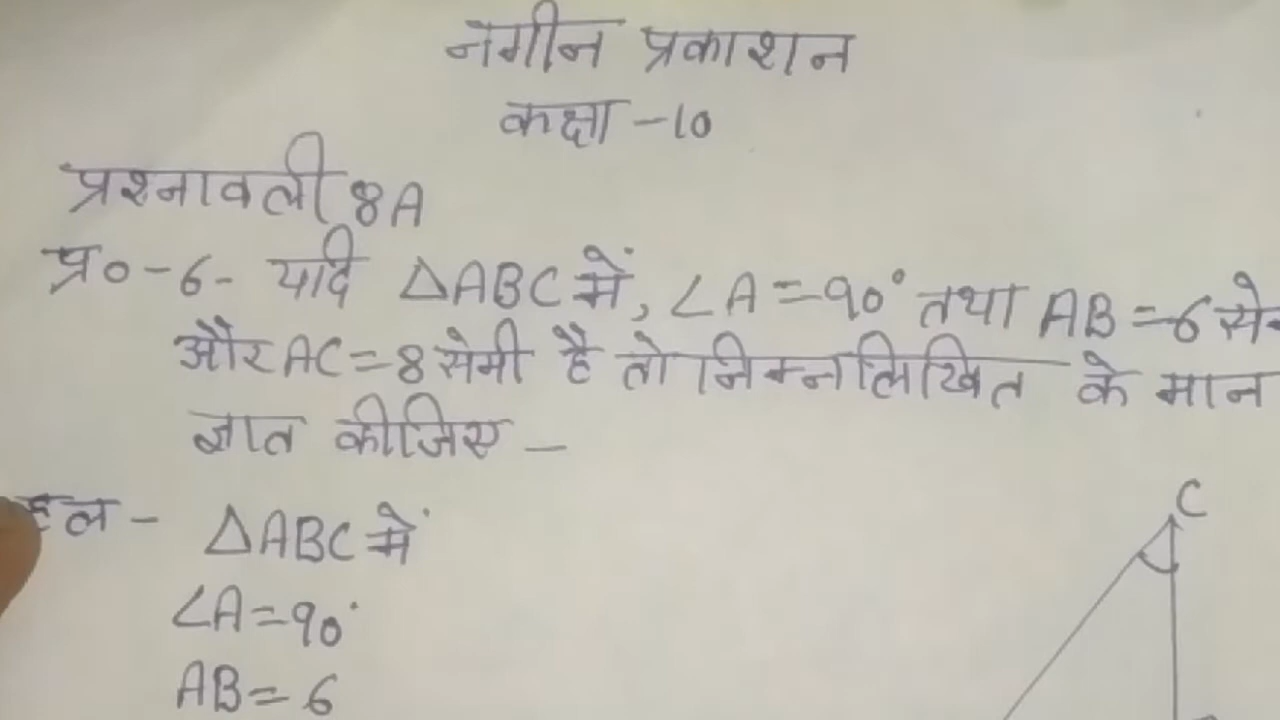 नगीन प्रकाशन
कक्षा -10
प्रश्नावली 8A
प्र० -6- यदि △ABC में, ∠A=90° तथा AB=6 से
और AC=8 सेमी है तो निम्नलिखित के मान
ज्ञात कीजिए -
हल - △ABC में
∠A=90°
AB=6
C